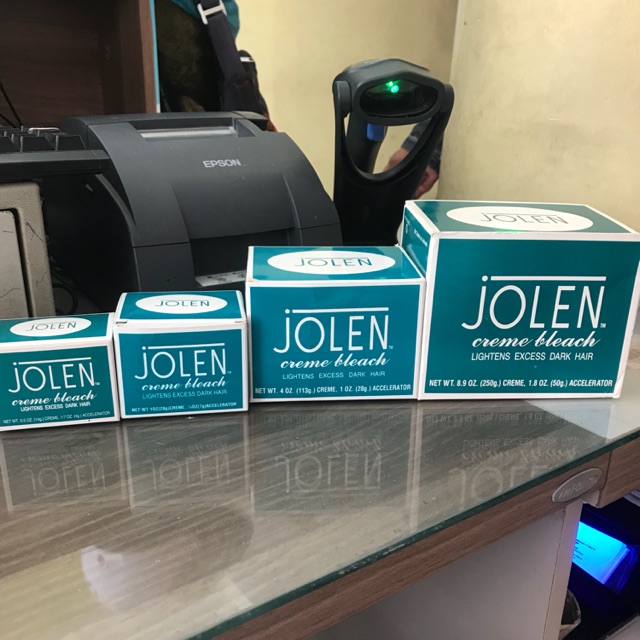 EPSON
JOLEN
JOLEN
creme bleach
LIGHTENS EXCESS DARK HAIR
JOLEN
JOLEN
creme bleach
LIGHTENS EXCESS DARK HAIR
JOLEN
JOLEN
creme bleach
LIGHTENS EXCESS DARK HAIR
NET WT. 4 OZ. (113g) CREME, 1 OZ. (28g.) ACCELERATOR
JOLEN
JOLEN
creme bleach
LIGHTENS EXCESS DARK HAIR
NET WT. 8.9 OZ. (250g.) CREME, 1.8 OZ. (50g.) ACCELERATOR